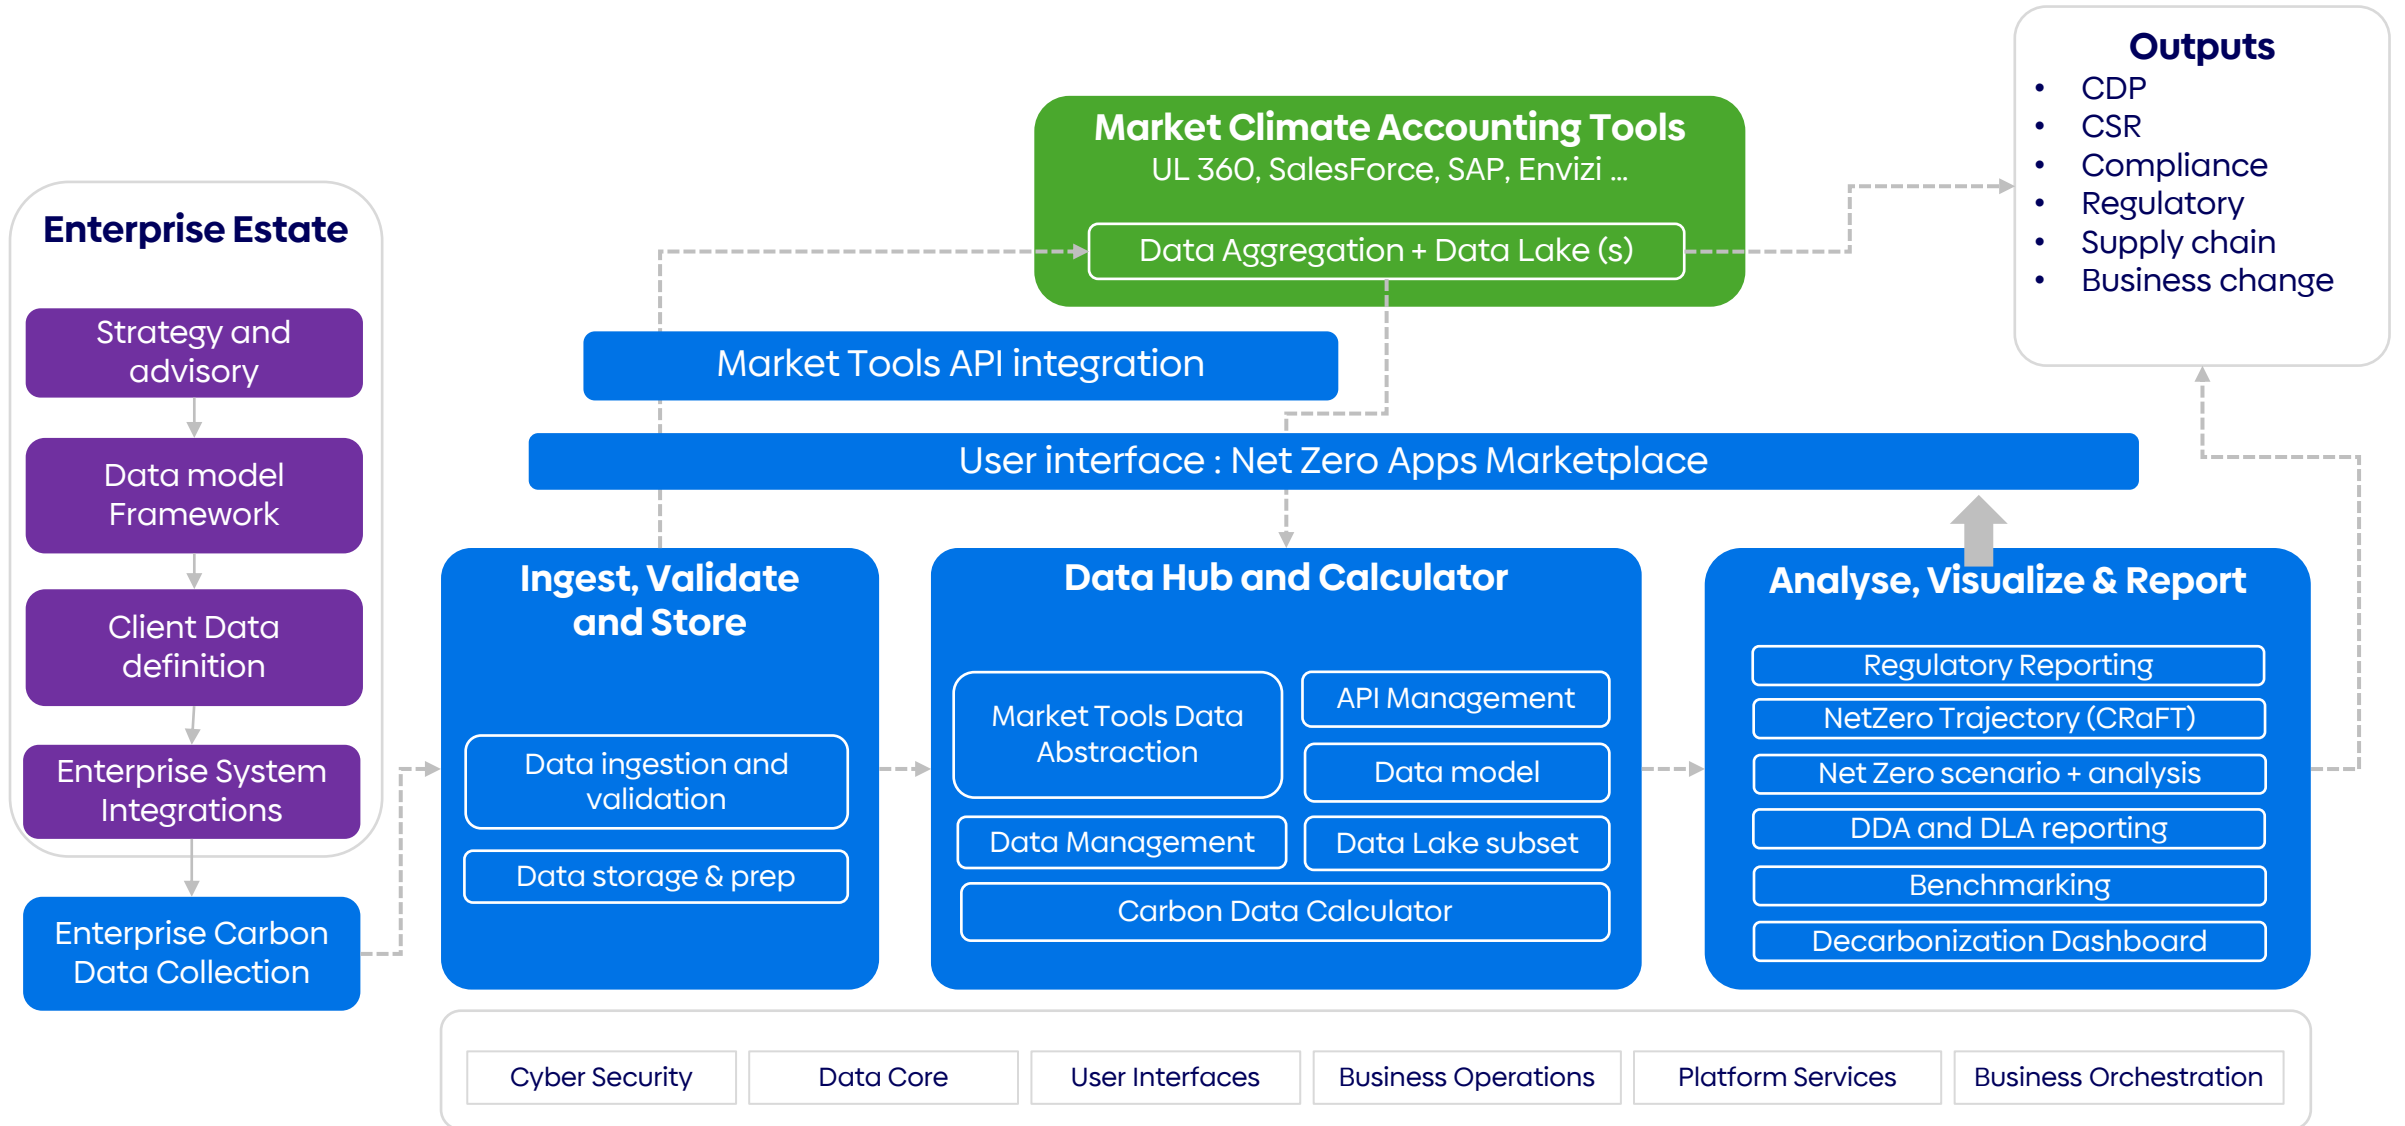 Outputs
• CDP
• CSR
• Compliance
• Regulatory
• Supply chain
• Business change
Market Climate Accounting Tools
UL 360, SalesForce, SAP, Envizi ...
Data Aggregation + Data Lake (s)
Enterprise Estate
Strategy and
advisory
Data model
Framework
Client Data
definition
Enterprise System
Integrations
Enterprise Carbon
Data Collection
Market Tools API integration
User interface : Net Zero Apps Marketplace
Ingest, Validate
and Store
Data ingestion and
validation
Data storage & prep
Data Hub and Calculator
Market Tools Data
Abstraction
API Management
Data model
Data Management
Data Lake subset
Carbon Data Calculator
Analyse, Visualize & Report
Regulatory Reporting
NetZero Trajectory (CRaFT)
Net Zero scenario + analysis
DDA and DLA reporting
Benchmarking
Decarbonization Dashboard
Cyber Security
Data Core
User Interfaces
Business Operations
Platform Services
Business Orchestration